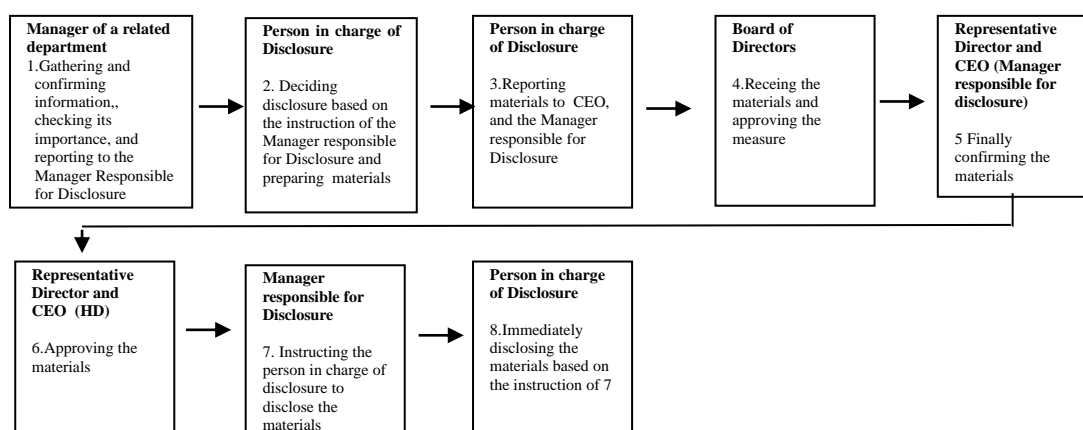 Manager of a related
department
1.Gathering and
confirming
information,,
checking its
importance, and
reporting to the
Manager Responsible
for Disclosure
Person in charge of
Disclosure
2. Deciding
disclosure based on
the instruction of the
Manager responsible
for Disclosure and
preparing materials
Person in charge
of Disclosure
3.Reporting
materials to CEO,
and the Manager
responsible for
Disclosure
Board of
Directors
4.Receing the
materials and
approving the
measure
Representative
Director and
CEO (Manager
responsible for
disclosure)
5 Finally
confirming the
materials
Representative
Director and
CEO (HD)
6.Approving the
materials
Manager
responsible for
Disclosure
7. Instructing the
person in charge of
disclosure to
disclose the
materials
Person in charge
of Disclosure
8.Immediately
disclosing the
materials based on
the instruction of 7